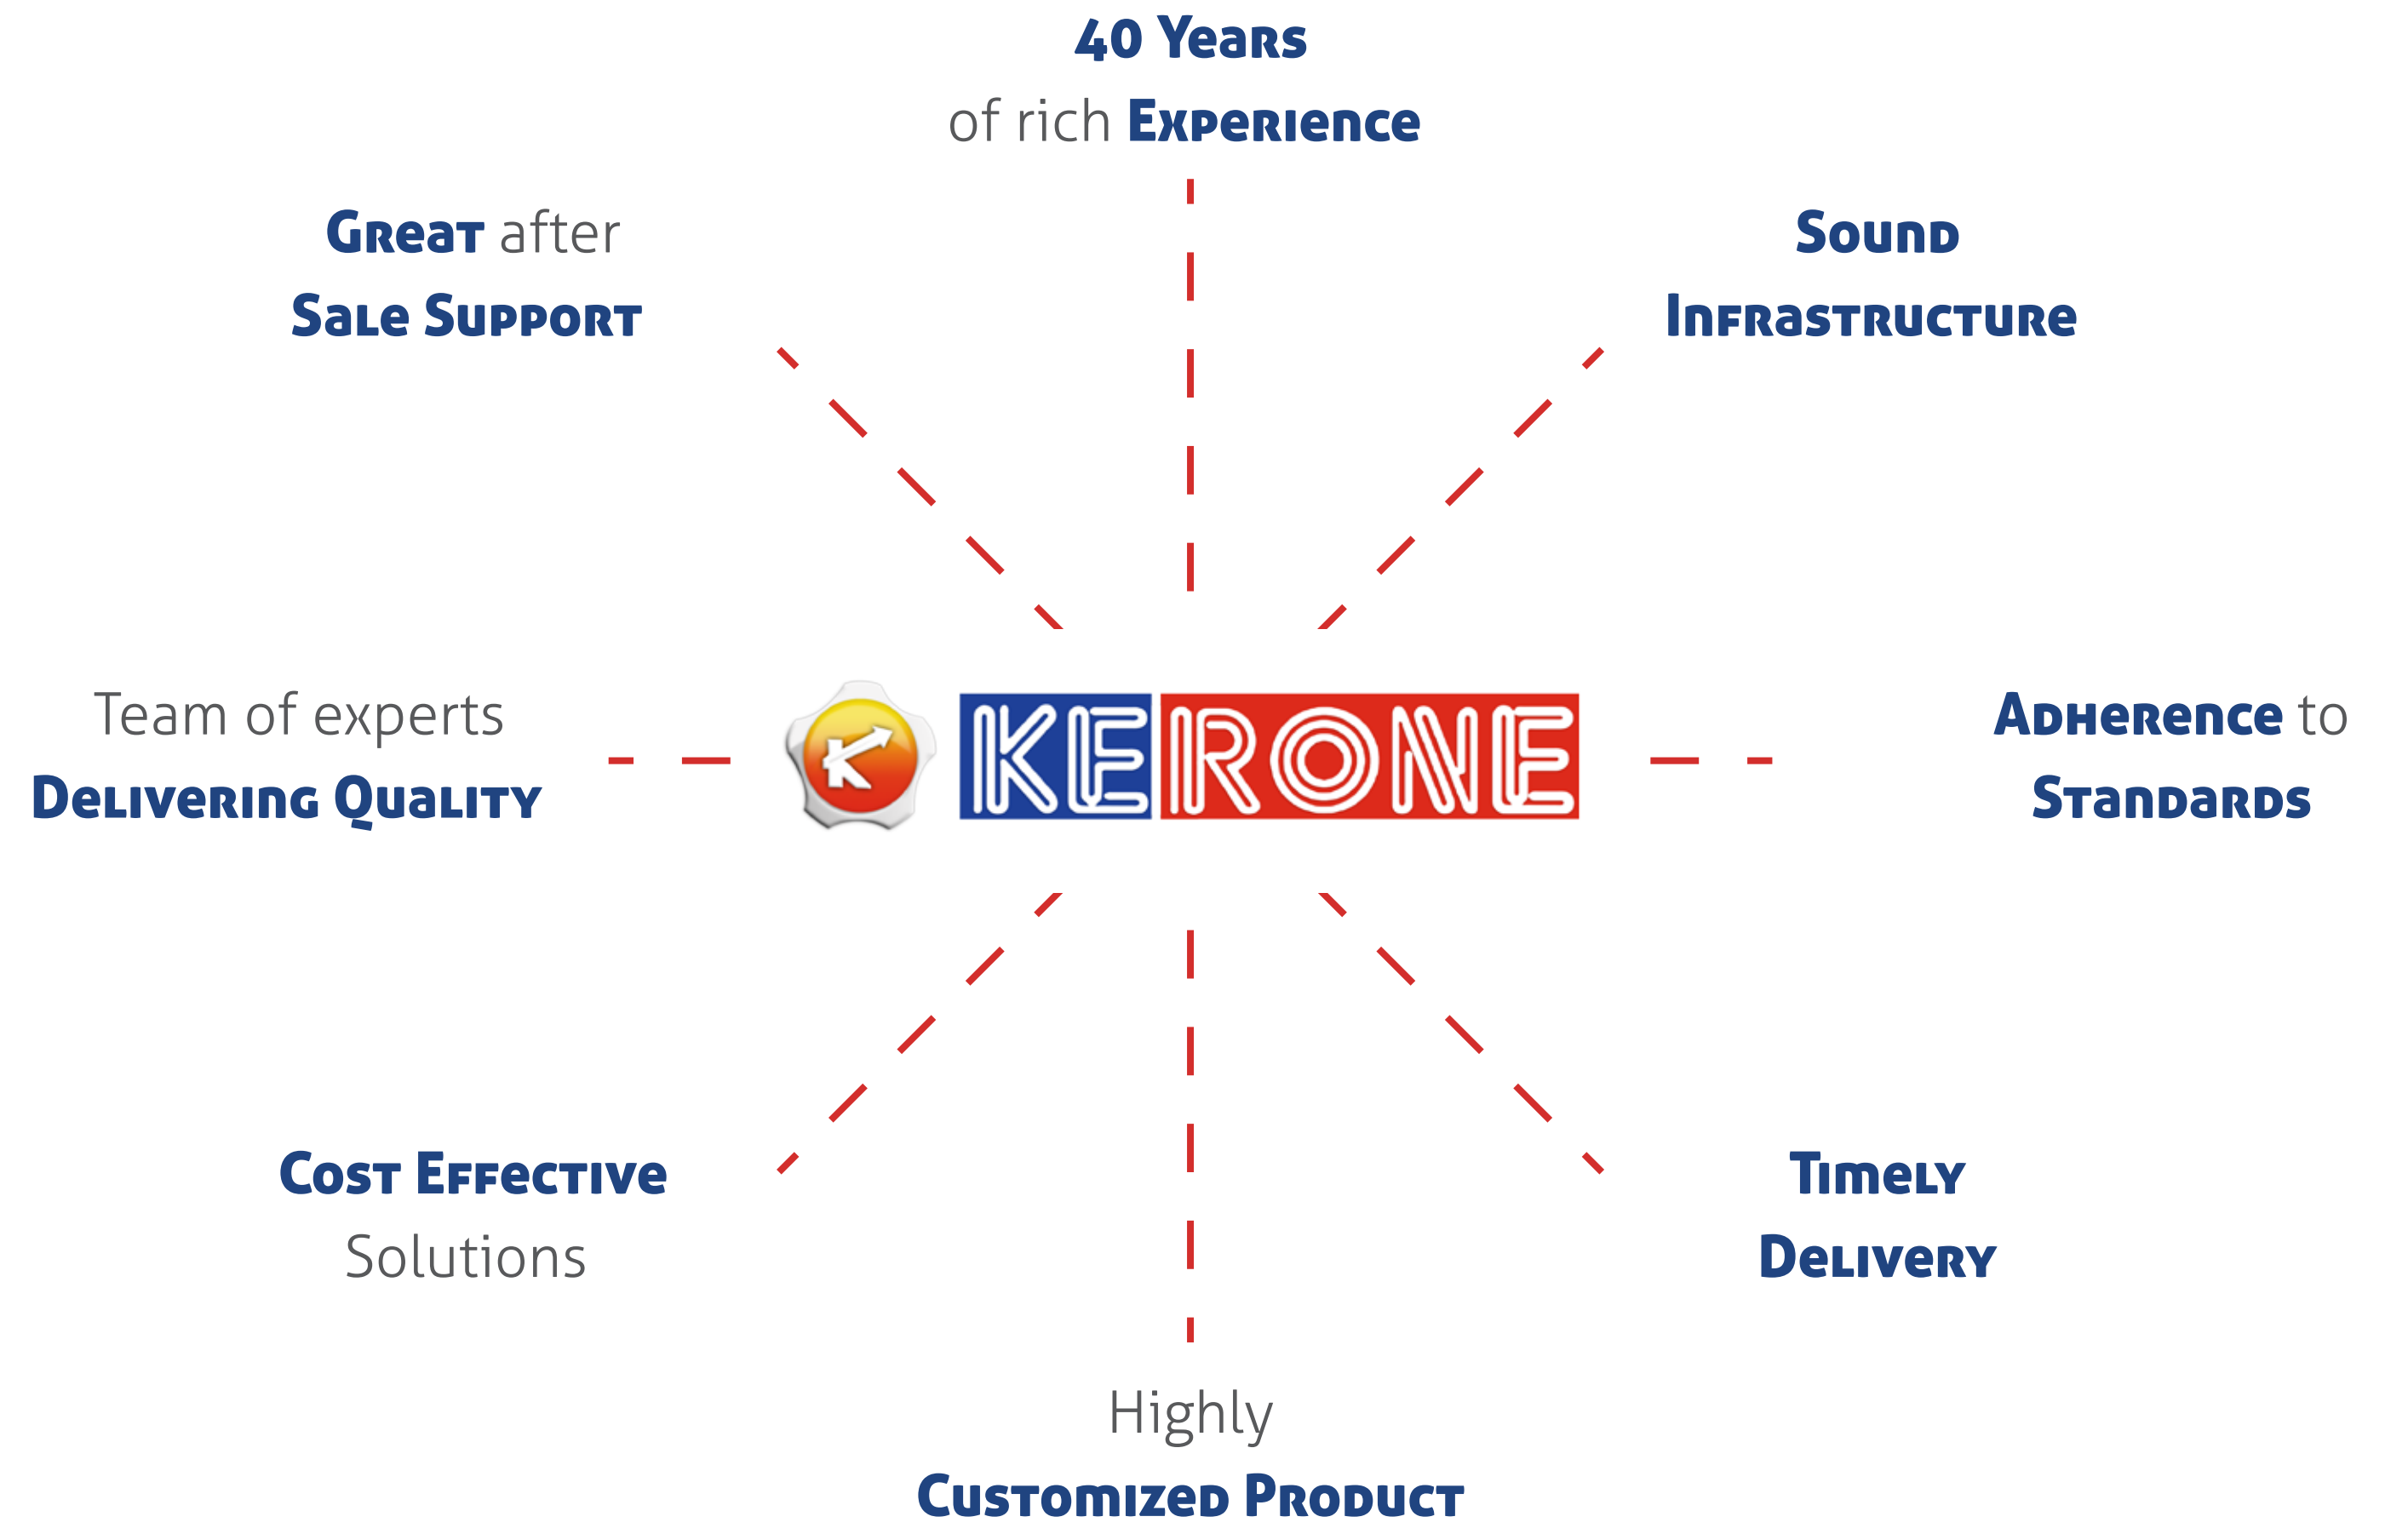 40 Years
of rich Experience
Great after
Sale Support
Sound
Infrastructure
Team of experts
Delivering Quality
K KERONE
Adherence to
Standards
Cost Effective
Solutions
Timely
Delivery
Highly
Customized Product